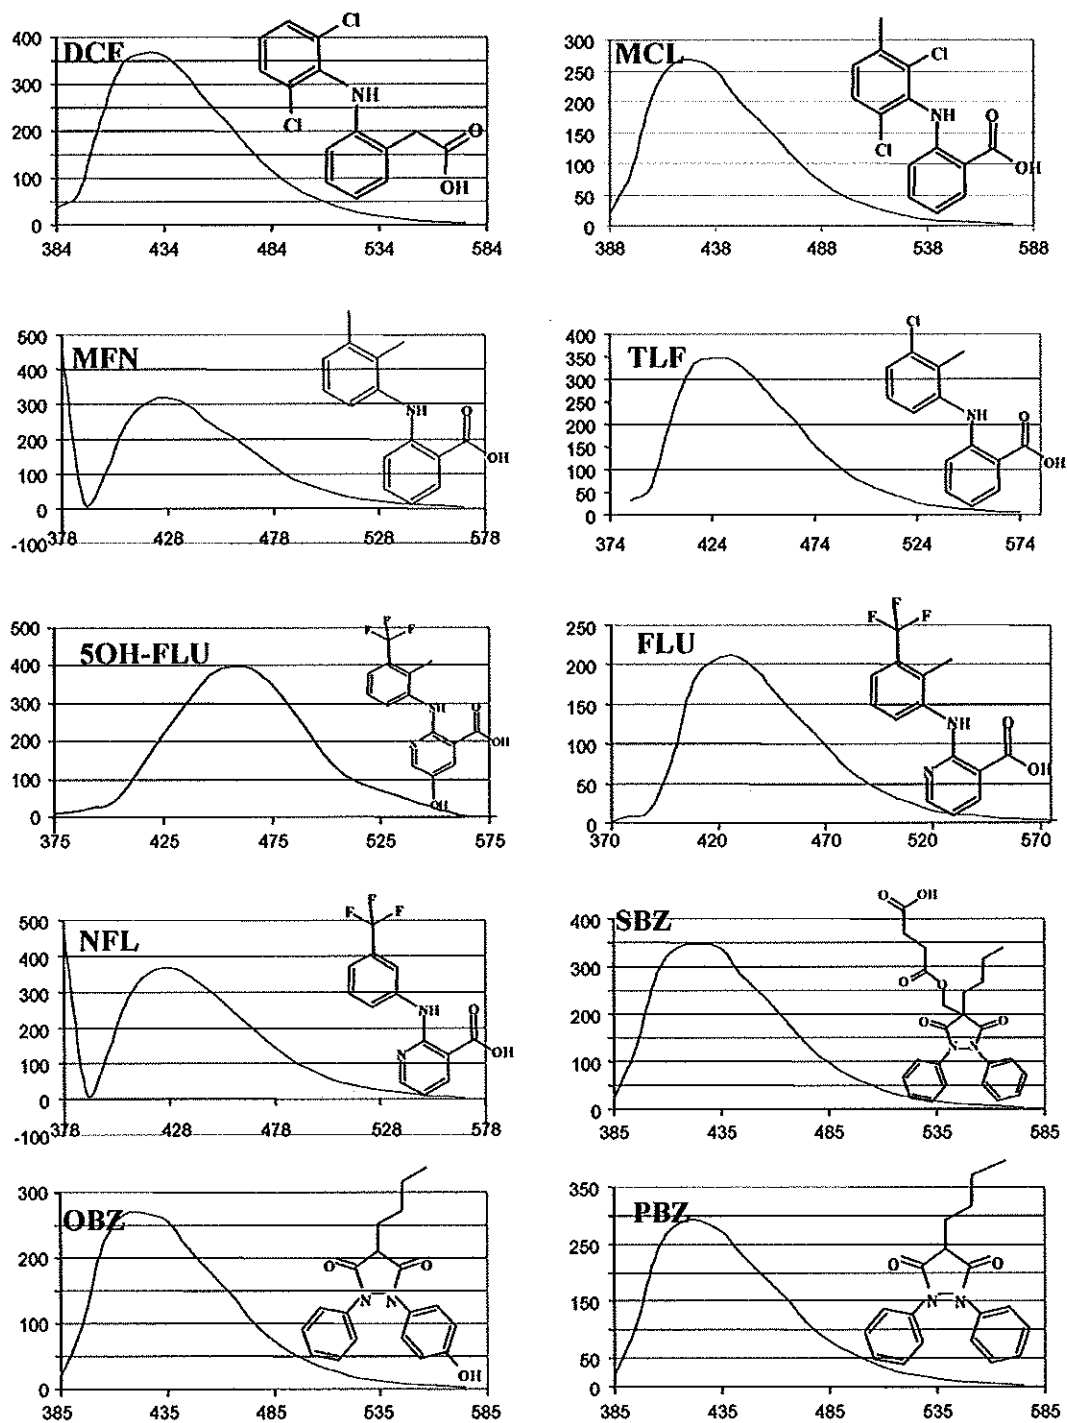 DCF
400
300
200
100
0
384 434 484 534 584
Cl
NH
Cl
O
OH
MCL
300
250
200
150
100
50
0
388 438 488 538 588
Cl
NH
Cl
O
OH
MFN
500
400
300
200
100
0
-100
378 428 478 528 578
NH
O
OH
TLF
400
350
300
250
200
150
100
50
0
374 424 474 524 574
Cl
NH
O
OH
5OH-FLU
500
400
300
200
100
0
375 425 475 525 575
F
F F
NH
O
N
OH
OH
FLU
250
200
150
100
50
0
370 420 470 520 570
F
F F
NH
O
N
OH
NFL
500
400
300
200
100
0
-100
378 428 478 528 578
F
F F
NH
O
N
OH
SBZ
400
300
200
100
0
385 435 485 535 585
OH
O
O
O
O O
N N
OBZ
300
200
100
0
385 435 485 535 585
O O
N N
OH
PBZ
350
250
150
50
0
385 435 485 535 585
O O
N N